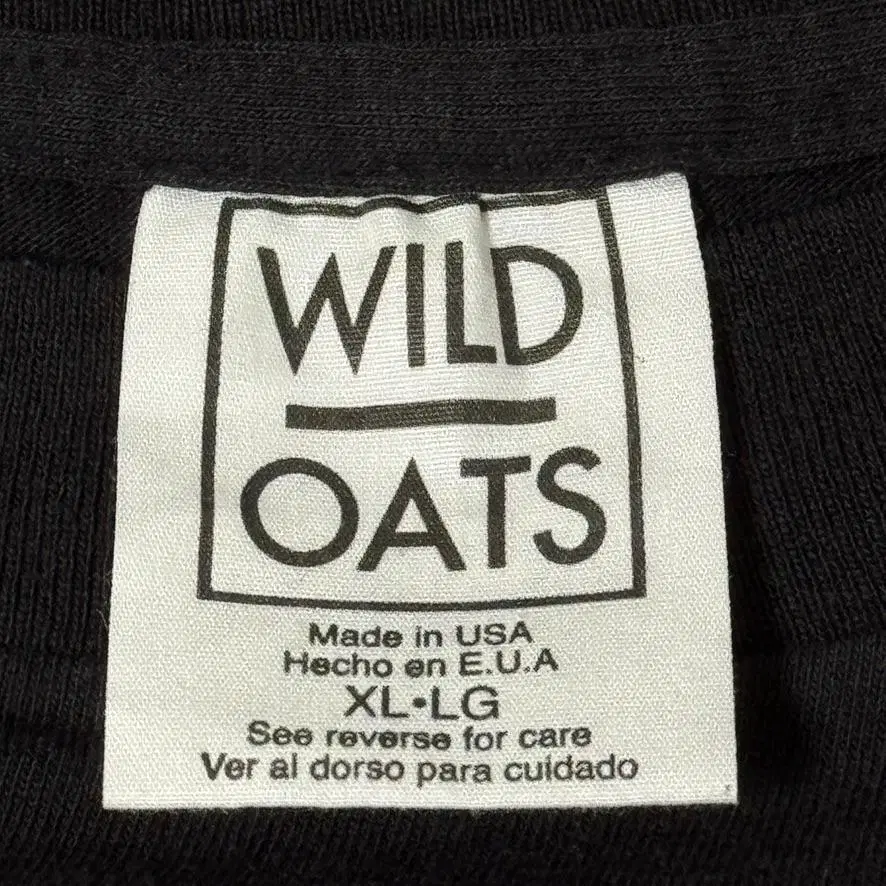 WILD
OATS
Made in USA
Hecho en E.U.A
XL•LG
See reverse for care
Ver al dorso para cuidado